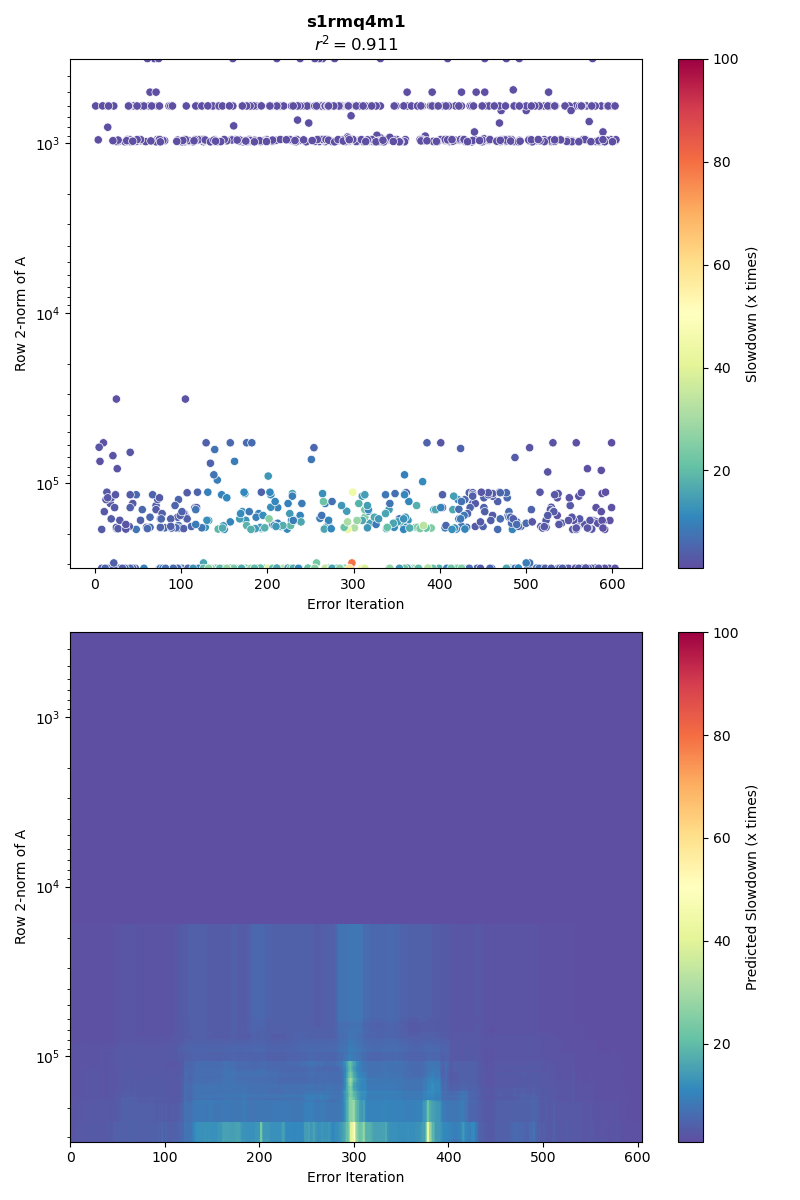 s1rmq4m1
r² = 0.911
10³
10⁴
10⁵
Row 2-norm of A
0 100 200 300 400 500 600
Error Iteration
100
80
60
40
20
Slowdown (x times)
10³
10⁴
10⁵
Row 2-norm of A
0 100 200 300 400 500 600
Error Iteration
100
80
60
40
20
Predicted Slowdown (x times)